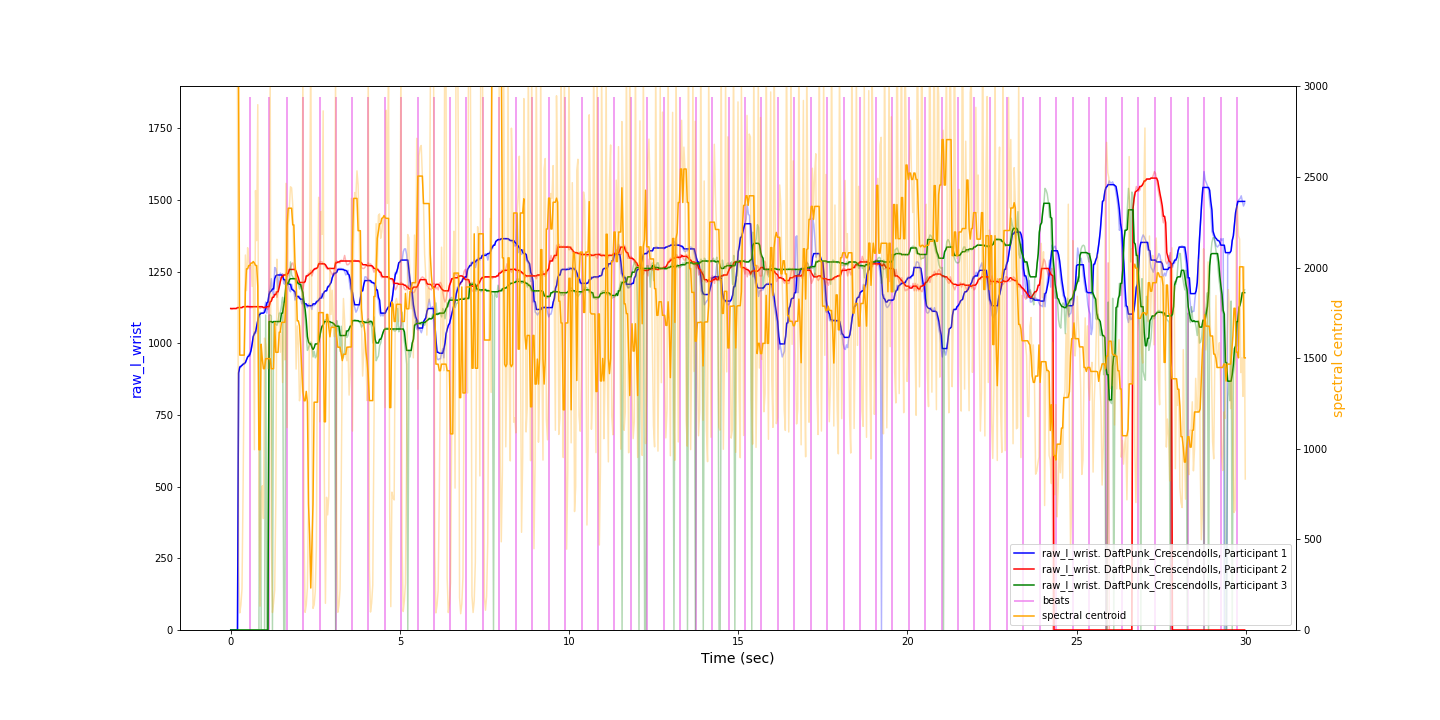 1750
1500
1250
1000
750
500
250
0
raw_l_wrist
3000
2500
2000
1500
1000
500
0
spectral centroid
0
5
10
15
20
25
30
Time (sec)
raw_l_wrist. DaftPunk_Crescendolls, Participant 1
raw_l_wrist. DaftPunk_Crescendolls, Participant 2
raw_l_wrist. DaftPunk_Crescendolls, Participant 3
beats
spectral centroid